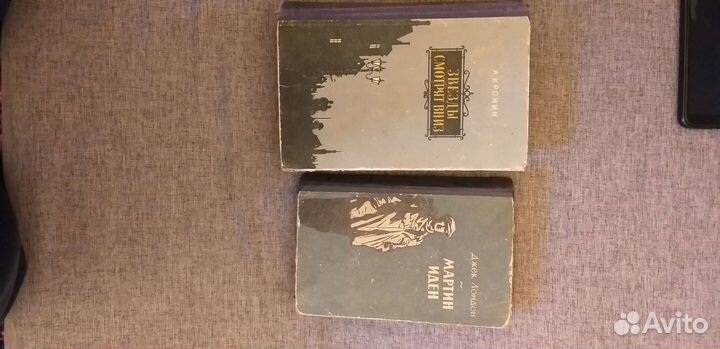 А. КРОНИН
ЗВЕЗДЫ
СМОТРЯТ ВНИЗ
Джек Лондон
МАРТИН
ИДЕН
Avito